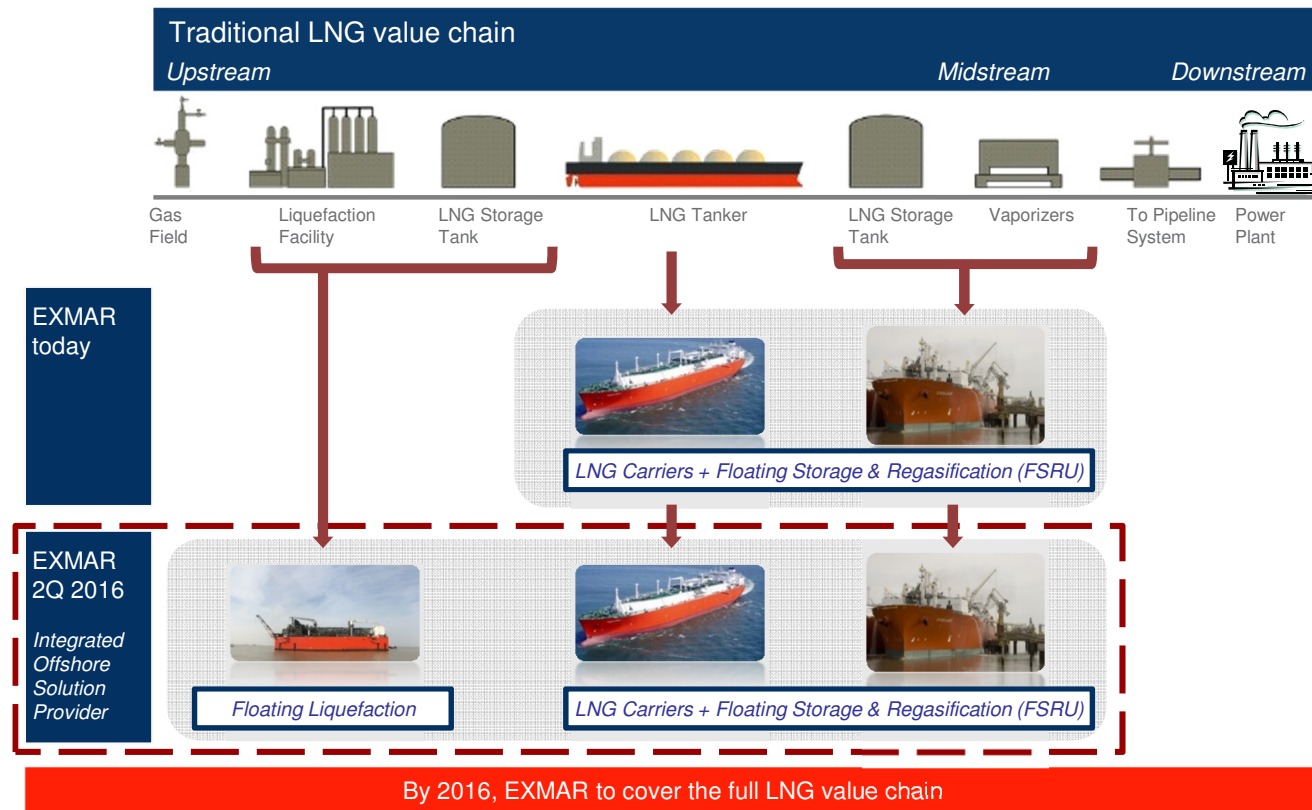 Traditional LNG value chain
Upstream Midstream Downstream
Gas
Field
Liquefaction
Facility
LNG Storage
Tank
LNG Tanker
LNG Storage
Tank
Vaporizers
To Pipeline
System
Power
Plant
EXMAR
today
LNG Carriers + Floating Storage & Regasification (FSRU)
EXMAR
2Q 2016
Integrated
Offshore
Solution
Provider
Floating Liquefaction
LNG Carriers + Floating Storage & Regasification (FSRU)
By 2016, EXMAR to cover the full LNG value chain